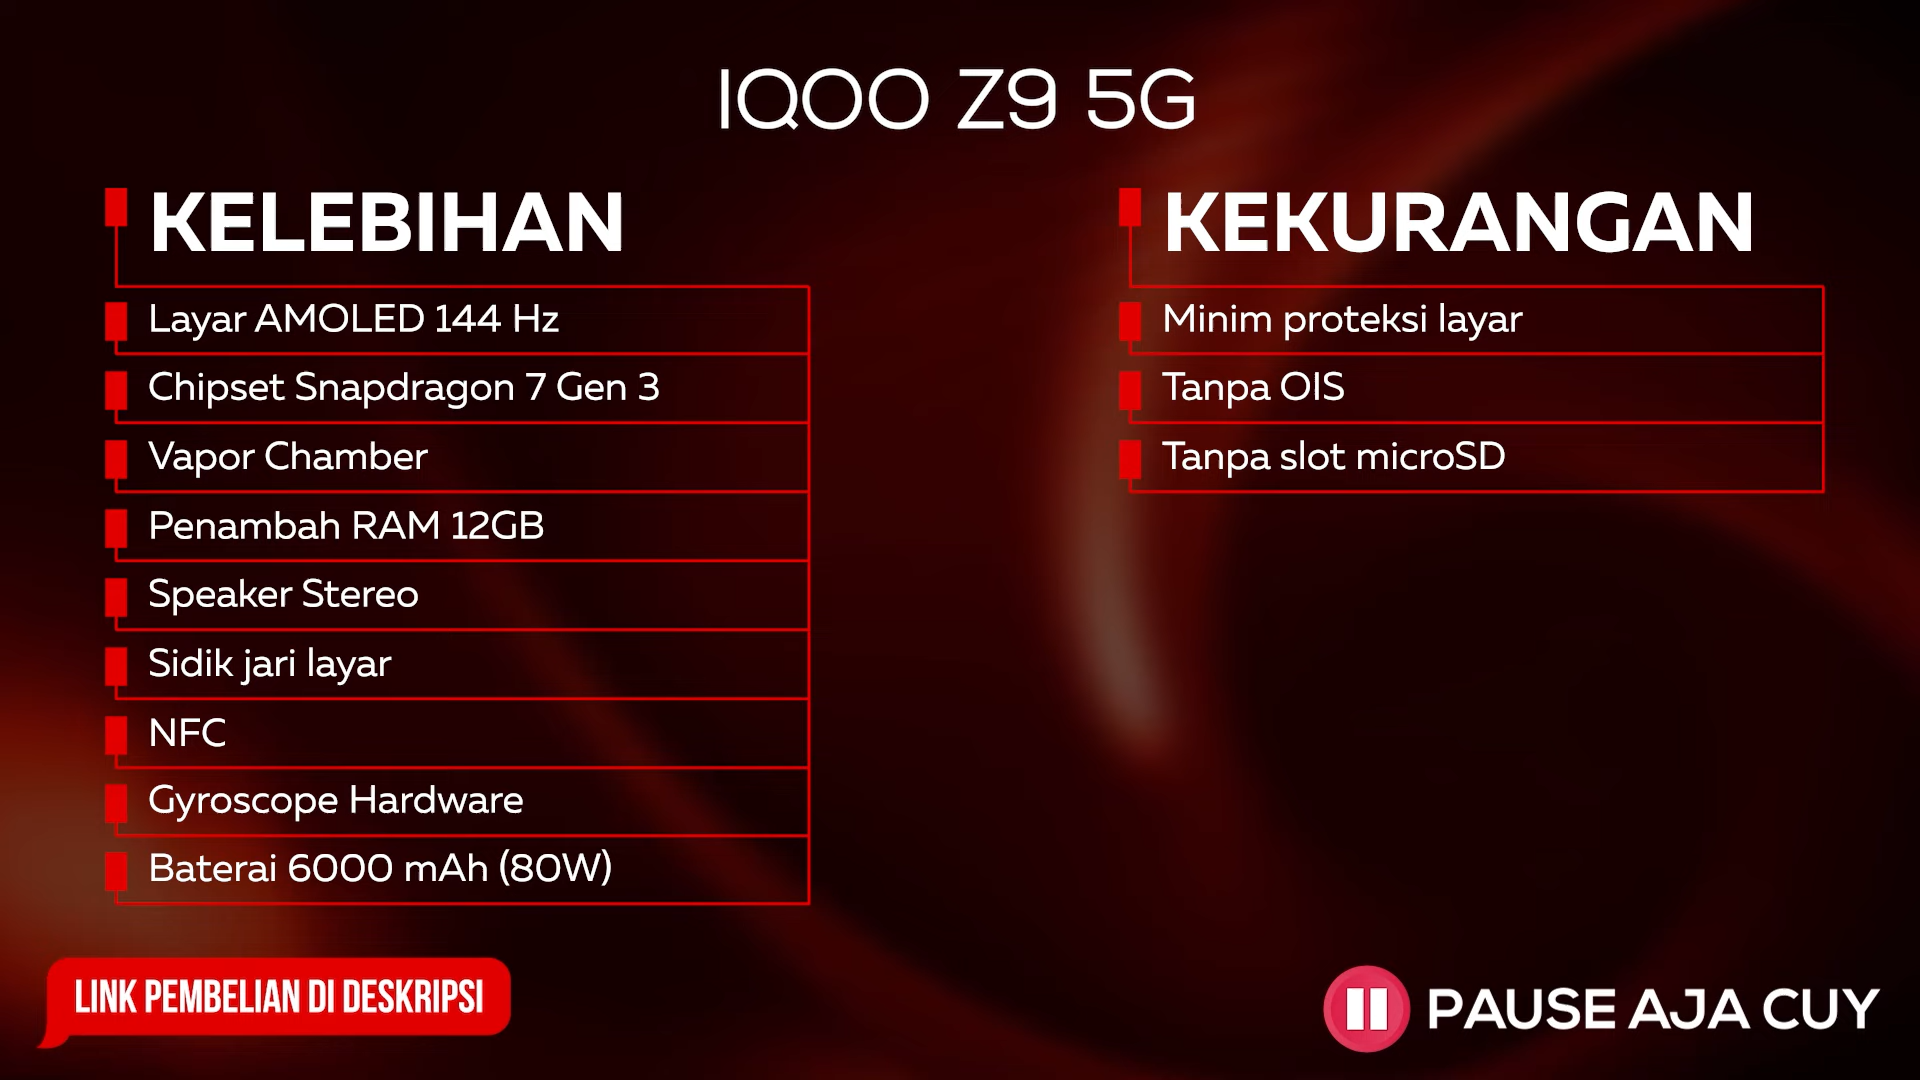 IQOO Z9 5G
KELEBIHAN
Layar AMOLED 144 Hz
Chipset Snapdragon 7 Gen 3
Vapor Chamber
Penambah RAM 12GB
Speaker Stereo
Sidik jari layar
NFC
Gyroscope Hardware
Baterai 6000 mAh (80W)
KEKURANGAN
Minim proteksi layar
Tanpa OIS
Tanpa slot microSD
LINK PEMBELIAN DI DESKRIPSI
PAUSE AJA CUY